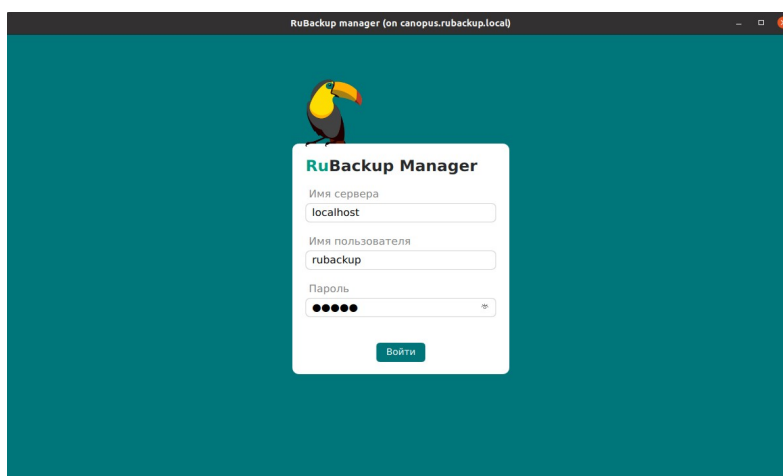 RuBackup manager (on canopus.rubackup.local)
RuBackup Manager
Имя сервера
localhost
Имя пользователя
rubackup
Пароль
●●●●●
Войти